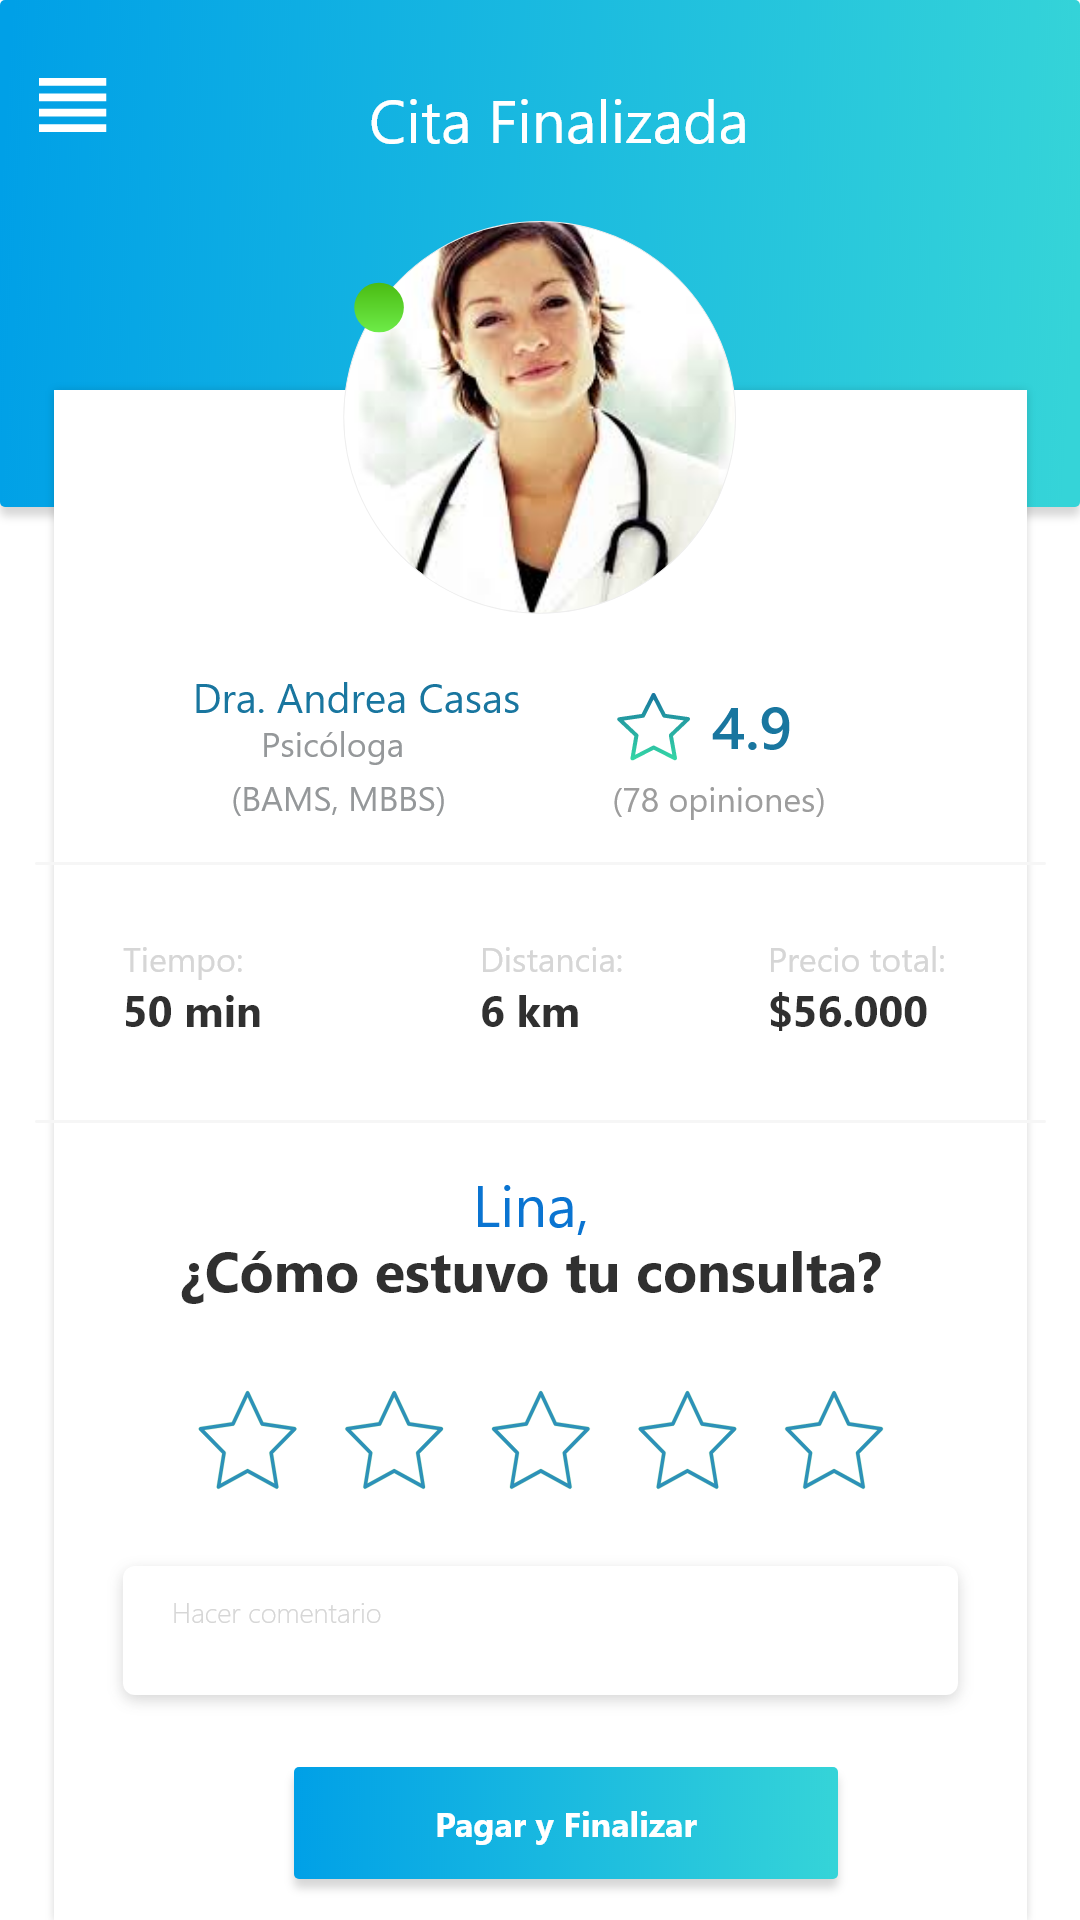 Cita Finalizada
Dra. Andrea Casas
Psicóloga
(BAMS, MBBS)
4.9
(78 opiniones)
Tiempo:
50 min
Distancia:
6 km
Precio total:
$56.000
Lina,
¿Cómo estuvo tu consulta?
Hacer comentario
Pagar y Finalizar